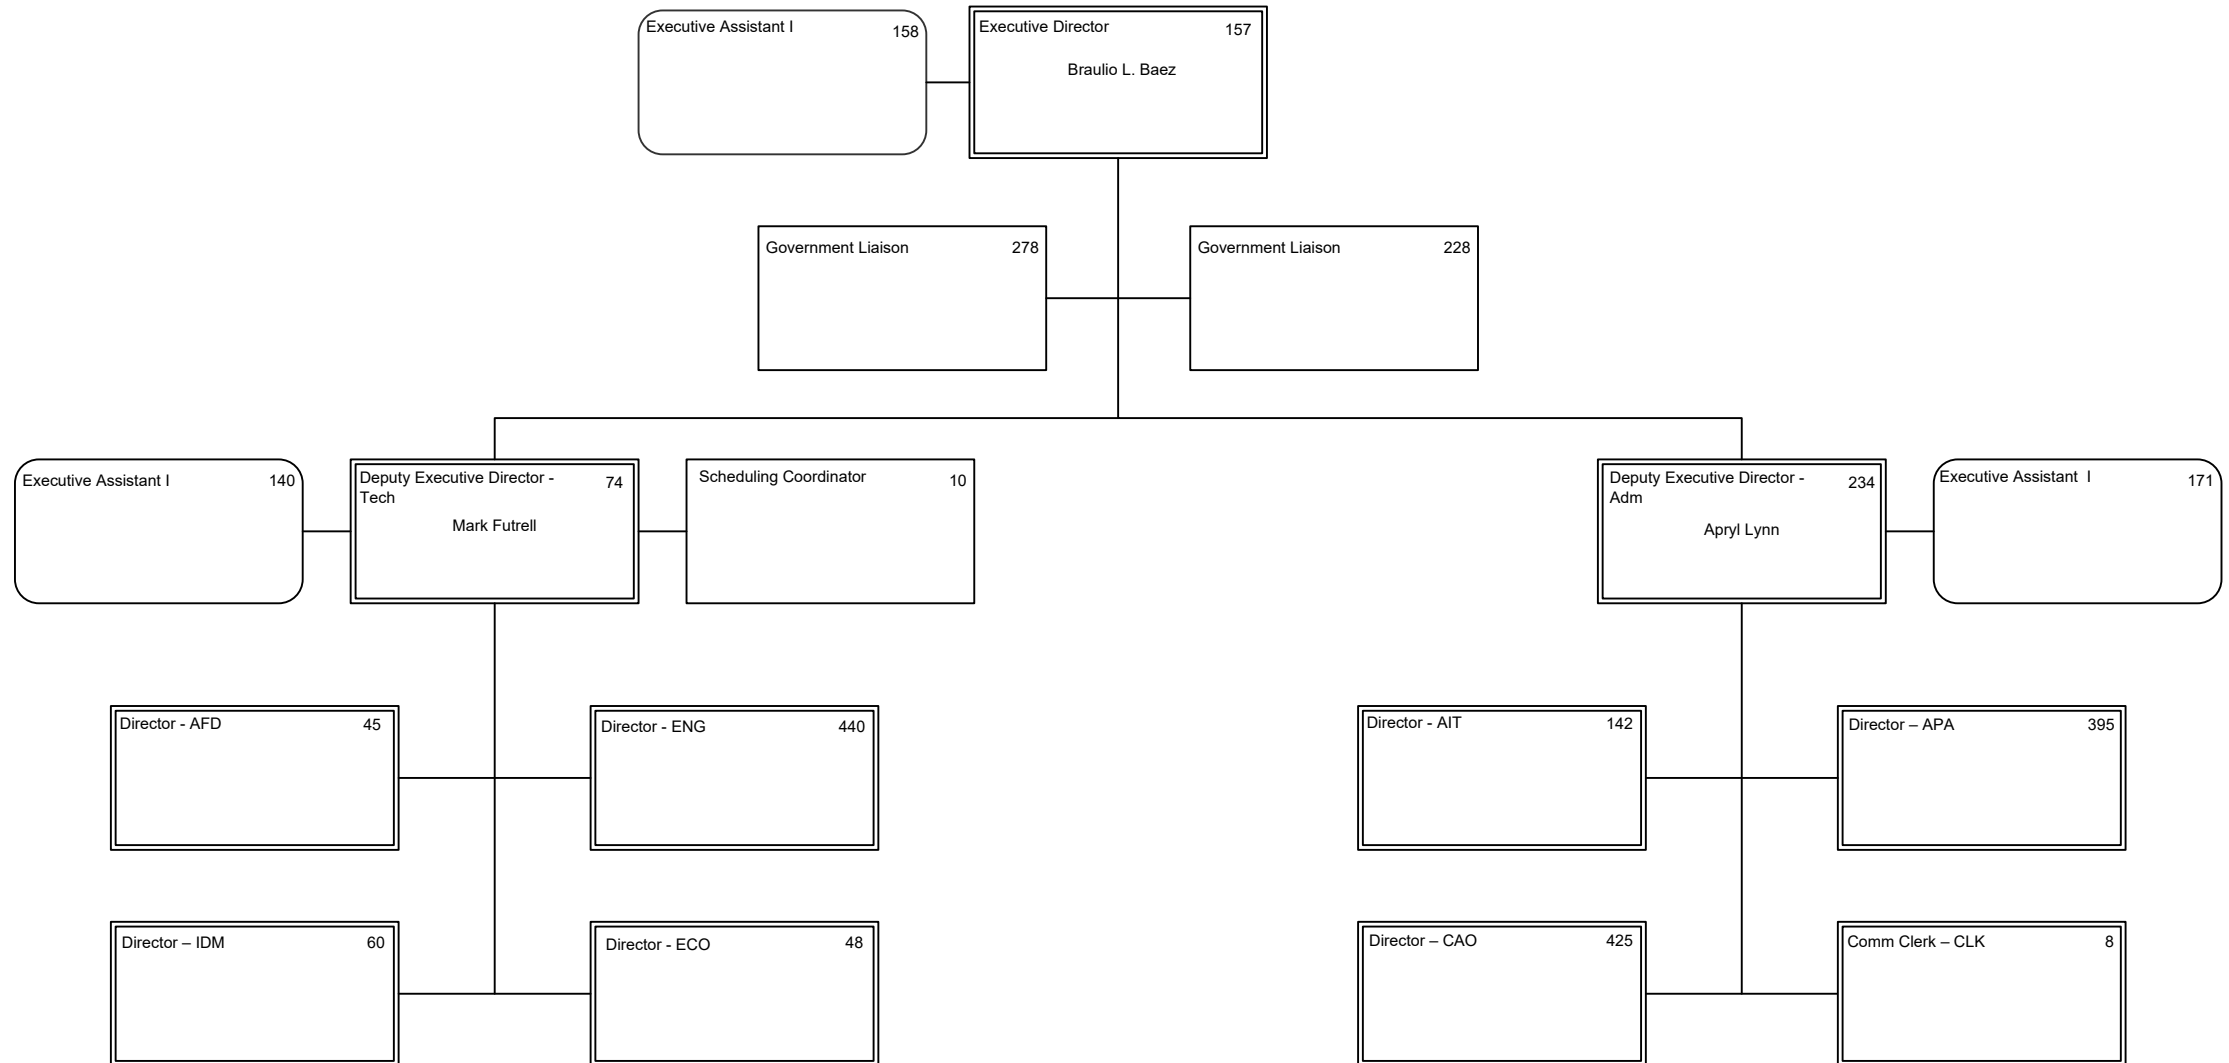 Executive Assistant I 158
Executive Director 157
Braulio L. Baez
Government Liaison 278
Government Liaison 228
Executive Assistant I 140
Deputy Executive Director - 74
Tech
Mark Futrell
Scheduling Coordinator 10
Deputy Executive Director - 234
Adm
Apryl Lynn
Executive Assistant  I 171
Director - AFD 45
Director - ENG 440
Director - AIT 142
Director – APA 395
Director – IDM 60
Director - ECO 48
Director – CAO 425
Comm Clerk – CLK 8